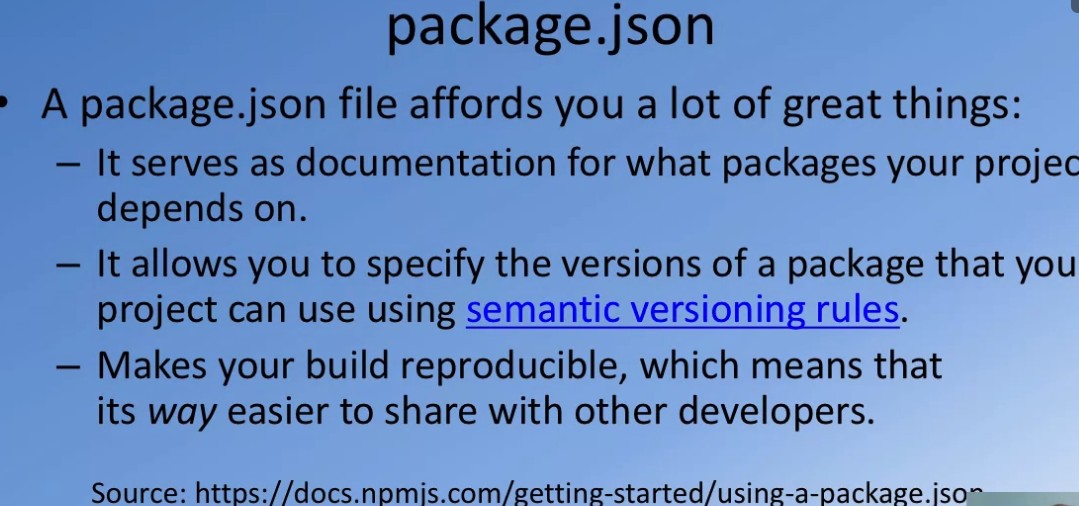 package.json
• A package.json file affords you a lot of great things:
– It serves as documentation for what packages your projec
depends on.
– It allows you to specify the versions of a package that you
project can use using semantic versioning rules.
– Makes your build reproducible, which means that
its way easier to share with other developers.
Source: https://docs.npmjs.com/getting-started/using-a-package.json